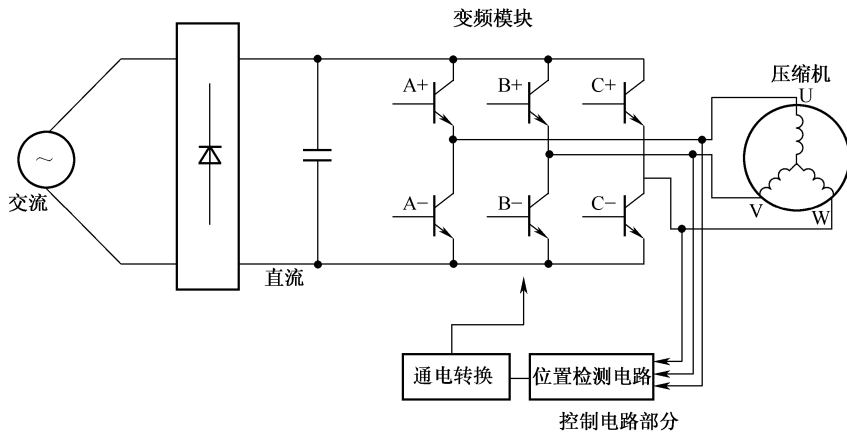 变频模块
压缩机
A+
B+
C+
U
~
交流
A−
B−
C−
V
W
直流
通电转换
位置检测电路
控制电路部分